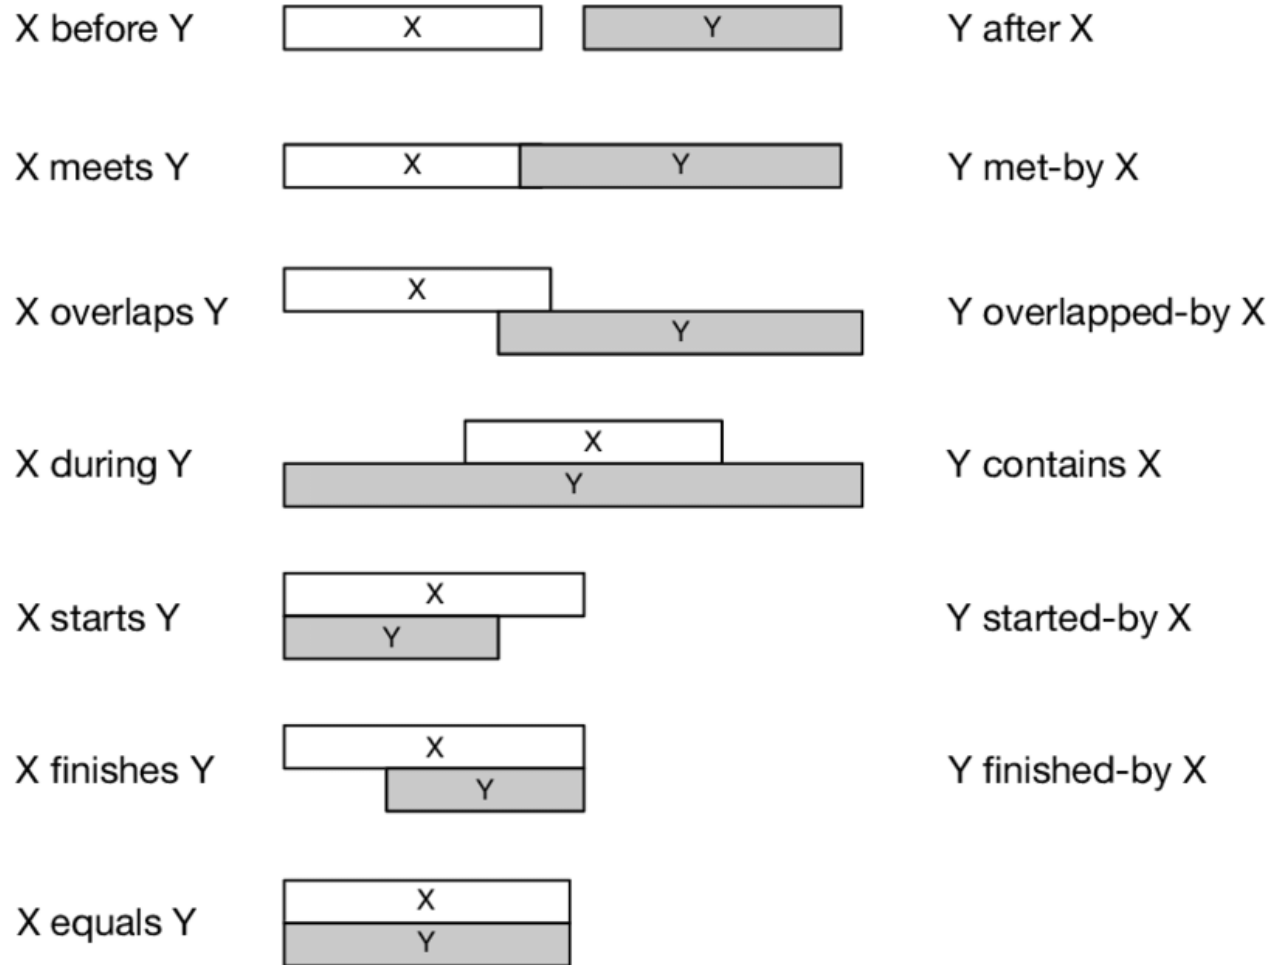 X before Y X Y Y after X
X meets Y X Y Y met-by X
X overlaps Y X Y Y overlapped-by X
X during Y X Y Y contains X
X starts Y X Y Y started-by X
X finishes Y X Y Y finished-by X
X equals Y X Y